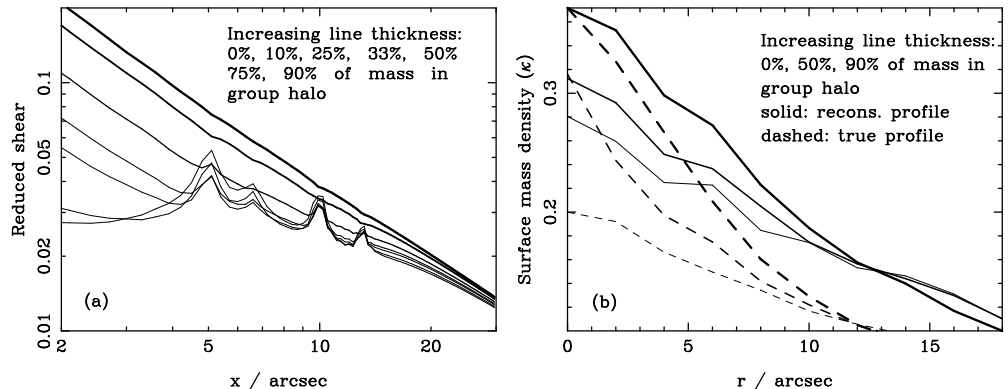 Increasing line thickness:
0%, 10%, 25%, 33%, 50%
75%, 90% of mass in
group halo
0.1
0.05
0.02
0.01
Reduced shear
(a)
2
5
10
20
x / arcsec
Increasing line thickness:
0%, 50%, 90% of mass in
group halo
solid: recons. profile
dashed: true profile
0.3
0.2
Surface mass density (κ)
(b)
0
5
10
15
r / arcsec